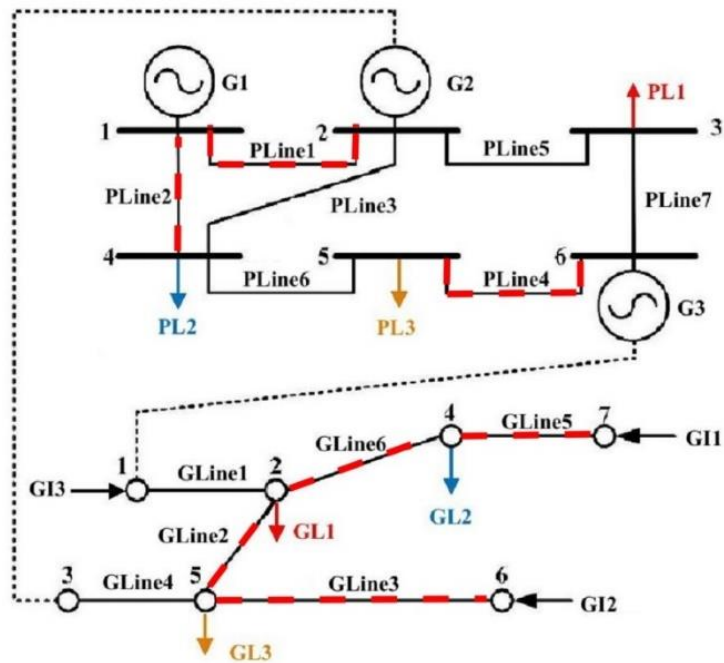 G1
G2
PL1
1
2
3
PLine1
PLine5
PLine2
PLine3
PLine7
4
5
6
PLine6
PLine4
PL2
PL3
G3
4
GLine5
7
GLine6
GI1
1
GLine1
2
GI3
GLine2
GL1
GL2
3
GLine4
5
GLine3
6
GI2
GL3